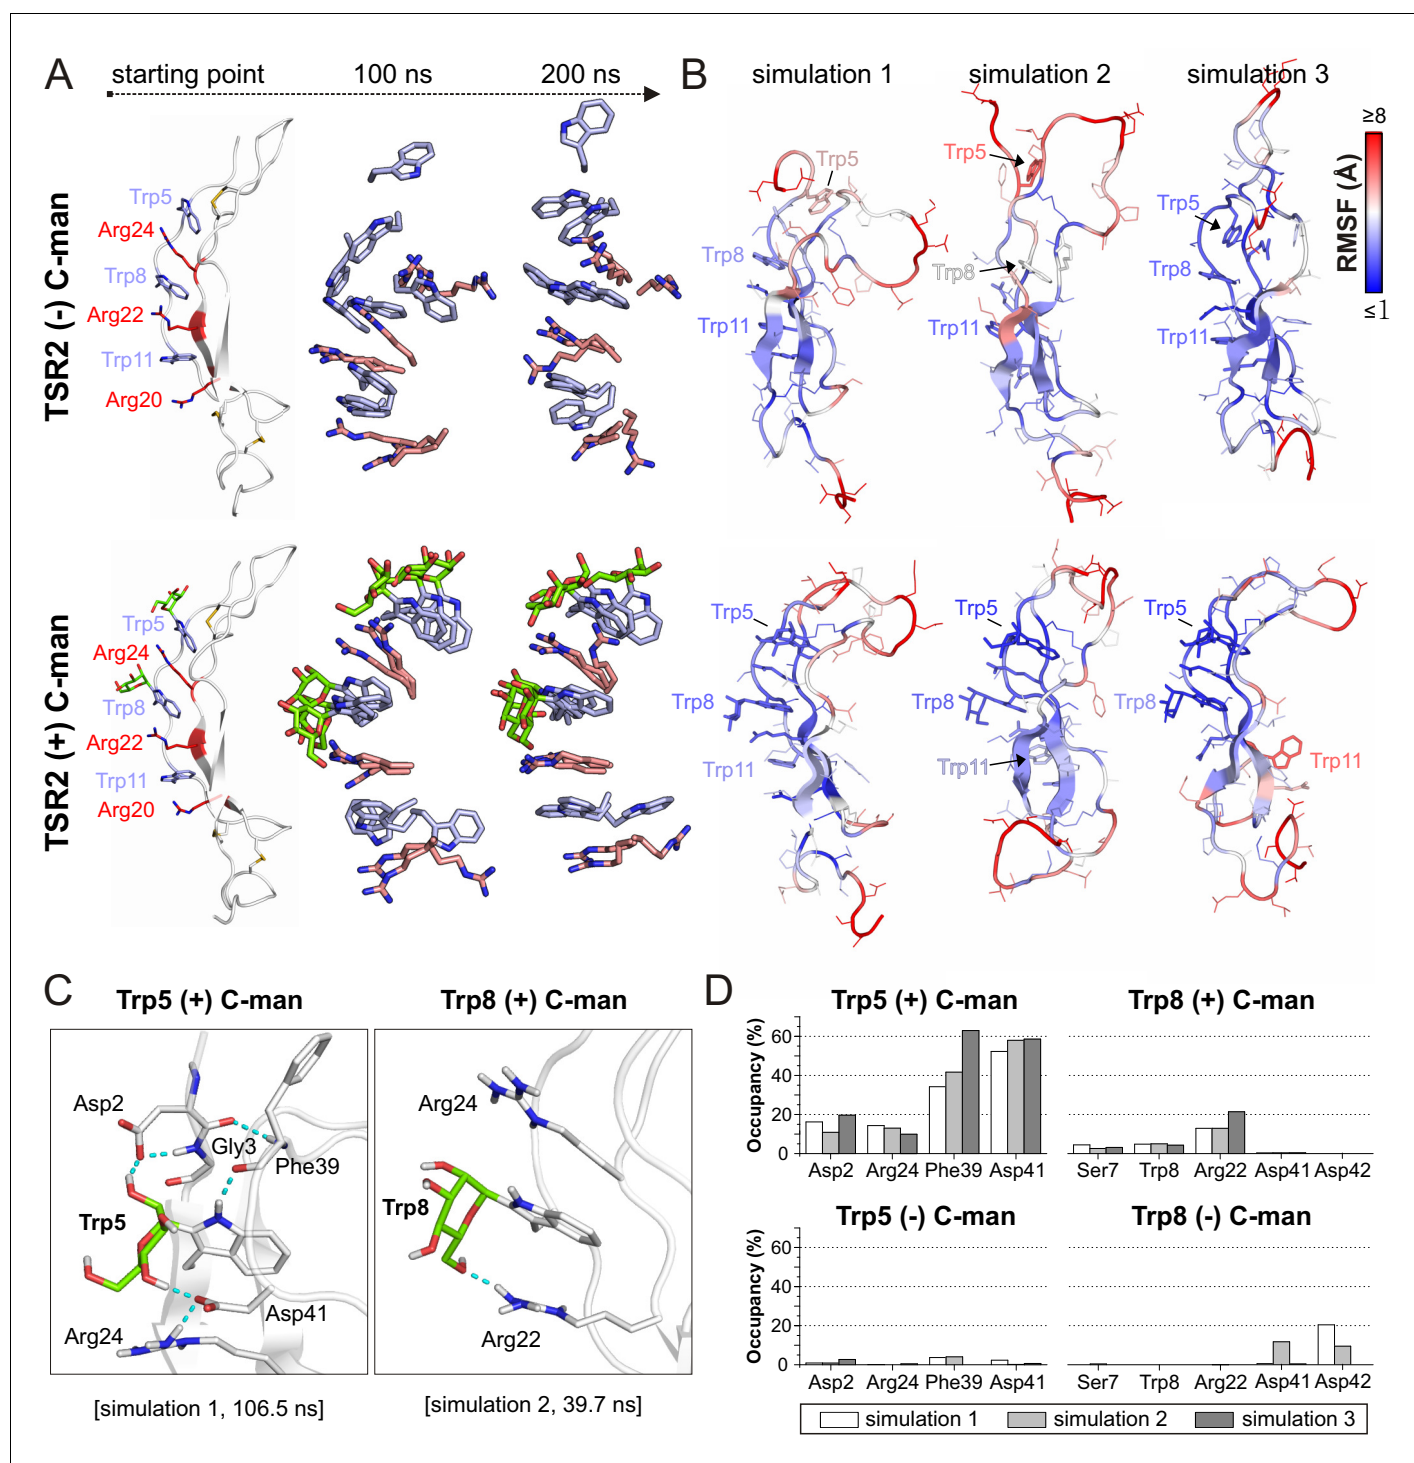 A
starting point
100 ns
200 ns
TSR2 (-) C-man
Trp5
Arg24
Trp8
Arg22
Trp11
Arg20
TSR2 (+) C-man
Trp5
Arg24
Trp8
Arg22
Trp11
Arg20
B
simulation 1
simulation 2
simulation 3
Trp5
Trp8
Trp11
Trp5
Trp8
Trp11
Trp5
Trp8
Trp11
≥8
RMSF (Å)
≤1
Trp5
Trp8
Trp11
Trp5
Trp8
Trp11
Trp5
Trp8
Trp11
C
Trp5 (+) C-man
Trp8 (+) C-man
Asp2
Gly3
Phe39
Trp5
Asp41
Arg24
Arg24
Trp8
Arg22
[simulation 1, 106.5 ns]
[simulation 2, 39.7 ns]
D
Trp5 (+) C-man
Trp8 (+) C-man
Occupancy (%)
60
40
20
0
Asp2 Arg24 Phe39 Asp41
Ser7 Trp8 Arg22 Asp41 Asp42
Trp5 (-) C-man
Trp8 (-) C-man
Occupancy (%)
60
40
20
0
Asp2 Arg24 Phe39 Asp41
Ser7 Trp8 Arg22 Asp41 Asp42
simulation 1 simulation 2 simulation 3